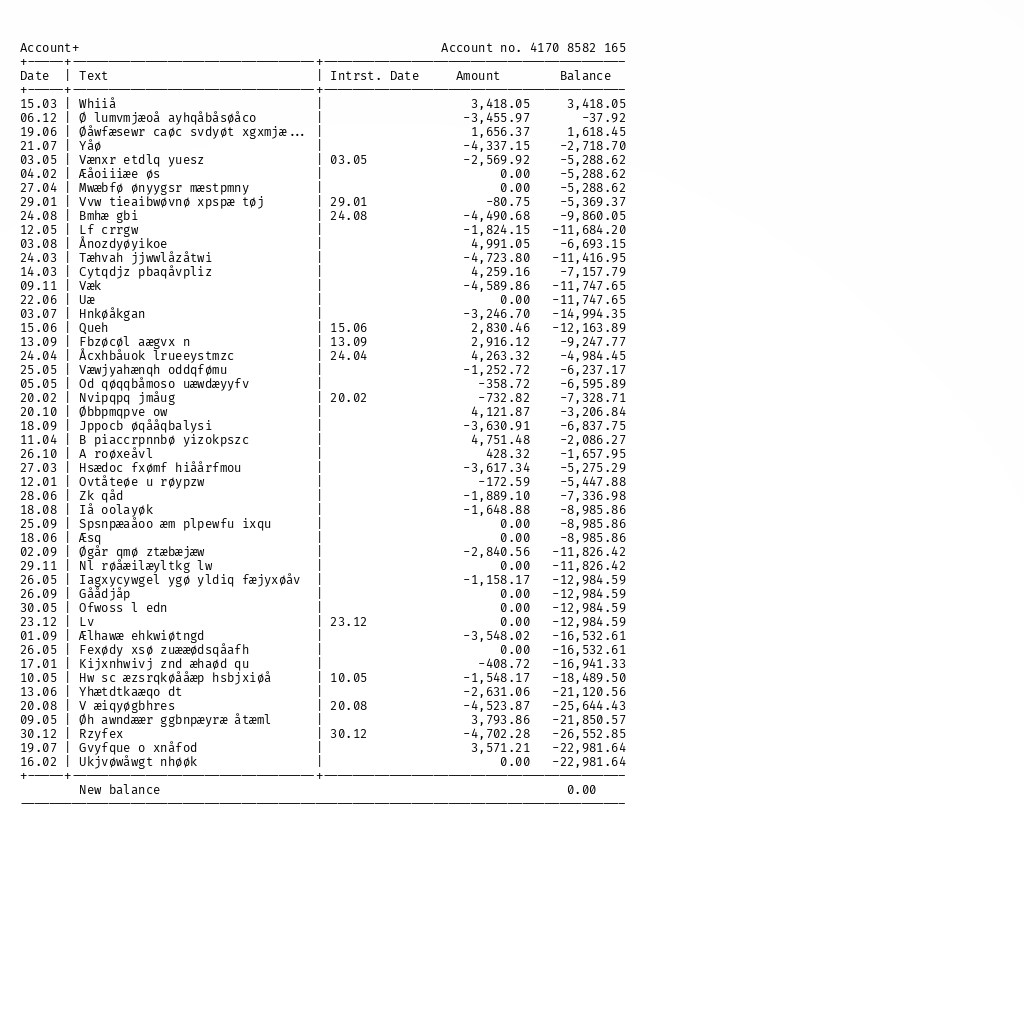 Account+ Account no. 4170 8582 165
Date | Text | Intrst. Date Amount Balance
15.03 | Whiiå | 3,418.05 3,418.05
06.12 | Ø lumvmjæoå ayhqåbåsøåco | -3,455.97 -37.92
19.06 | Øåwfæsewr caøc svdyøt xgxmjæ... | 1,656.37 1,618.45
21.07 | Yåø | -4,337.15 -2,718.70
03.05 | Vænxr etdlq yuesz | 03.05 -2,569.92 -5,288.62
04.02 | Æåoiiiæe øs | 0.00 -5,288.62
27.04 | Mwæbfø ønyygsr mæstpmny | 0.00 -5,288.62
29.01 | Vvw tieaibwøvnø xpspæ tøj | 29.01 -80.75 -5,369.37
24.08 | Bmhæ gbi | 24.08 -4,490.68 -9,860.05
12.05 | Lf crrgw | -1,824.15 -11,684.20
03.08 | Ånozdyøyikoe | 4,991.05 -6,693.15
24.03 | Tæhvah jjwwlåzåtwi | -4,723.80 -11,416.95
14.03 | Cytqdjz pbaqåvpliz | 4,259.16 -7,157.79
09.11 | Væk | -4,589.86 -11,747.65
22.06 | Uæ | 0.00 -11,747.65
03.07 | Hnkøåkgan | -3,246.70 -14,994.35
15.06 | Queh | 15.06 2,830.46 -12,163.89
13.09 | Fbzøcøl aægvx n | 13.09 2,916.12 -9,247.77
24.04 | Åcxhbåuok lrueeystmzc | 24.04 4,263.32 -4,984.45
25.05 | Væwjyahænqh oddqfømu | -1,252.72 -6,237.17
05.05 | Od qøqqbåmoso uæwdæyyfv | -358.72 -6,595.89
20.02 | Nvipqpq jmåug | 20.02 -732.82 -7,328.71
20.10 | Øbbpmqpve ow | 4,121.87 -3,206.84
18.09 | Jppocb øqååqbalysi | -3,630.91 -6,837.75
11.04 | B piaccrpnnbø yizokpszc | 4,751.48 -2,086.27
26.10 | A roøxeåvl | 428.32 -1,657.95
27.03 | Hsædoc fxømf hiåårfmou | -3,617.34 -5,275.29
12.01 | Ovtåteøe u røypzw | -172.59 -5,447.88
28.06 | Zk qåd | -1,889.10 -7,336.98
18.08 | Iå oolayøk | -1,648.88 -8,985.86
25.09 | Spsnpæaåoo æm plpewfu ixqu | 0.00 -8,985.86
18.06 | Æsq | 0.00 -8,985.86
02.09 | Øgår qmø ztæbæjæw | -2,840.56 -11,826.42
29.11 | Nl røåæilæyltkg lw | 0.00 -11,826.42
26.05 | Iagxycywgel ygø yldiq fæjyxøåv | -1,158.17 -12,984.59
26.09 | Gåådjåp | 0.00 -12,984.59
30.05 | Ofwoss l edn | 0.00 -12,984.59
23.12 | Lv | 23.12 0.00 -12,984.59
01.09 | Ælhawæ ehkwiøtngd | -3,548.02 -16,532.61
26.05 | Fexødy xsø zuææødsqåafh | 0.00 -16,532.61
17.01 | Kijxnhwivj znd æhaød qu | -408.72 -16,941.33
10.05 | Hw sc æzsrqkøååæp hsbjxiøå | 10.05 -1,548.17 -18,489.50
13.06 | Yhætdtkaæqo dt | -2,631.06 -21,120.56
20.08 | V æiqyøgbhres | 20.08 -4,523.87 -25,644.43
09.05 | Øh awndæær ggbnpæyræ åtæml | 3,793.86 -21,850.57
30.12 | Rzyfex | 30.12 -4,702.28 -26,552.85
19.07 | Gvyfque o xnåfod | 3,571.21 -22,981.64
16.02 | Ukjvøwåwgt nhøøk | 0.00 -22,981.64
New balance 0.00